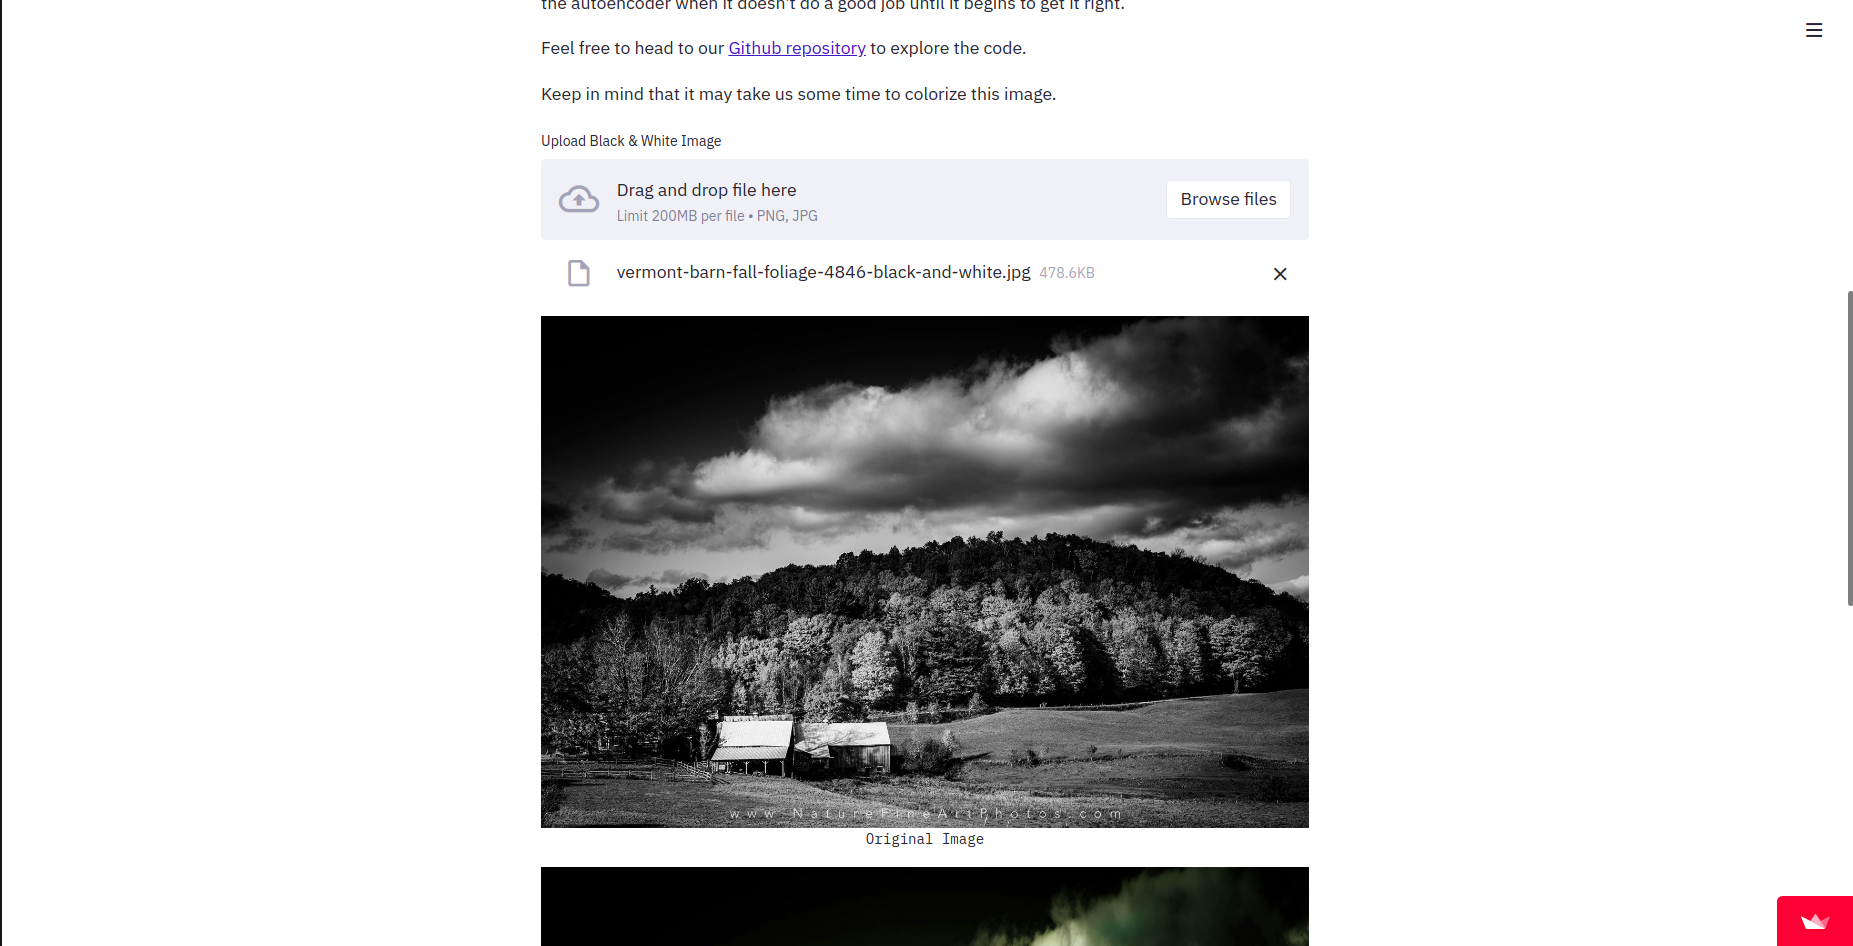 the autoencoder when it doesn't do a good job until it begins to get it right.
Feel free to head to our Github repository to explore the code.
Keep in mind that it may take us some time to colorize this image.
Upload Black & White Image
Drag and drop file here
Limit 200MB per file • PNG, JPG
Browse files
vermont-barn-fall-foliage-4846-black-and-white.jpg 478.6KB
www.NatureFineArtPhotos.com
Original Image